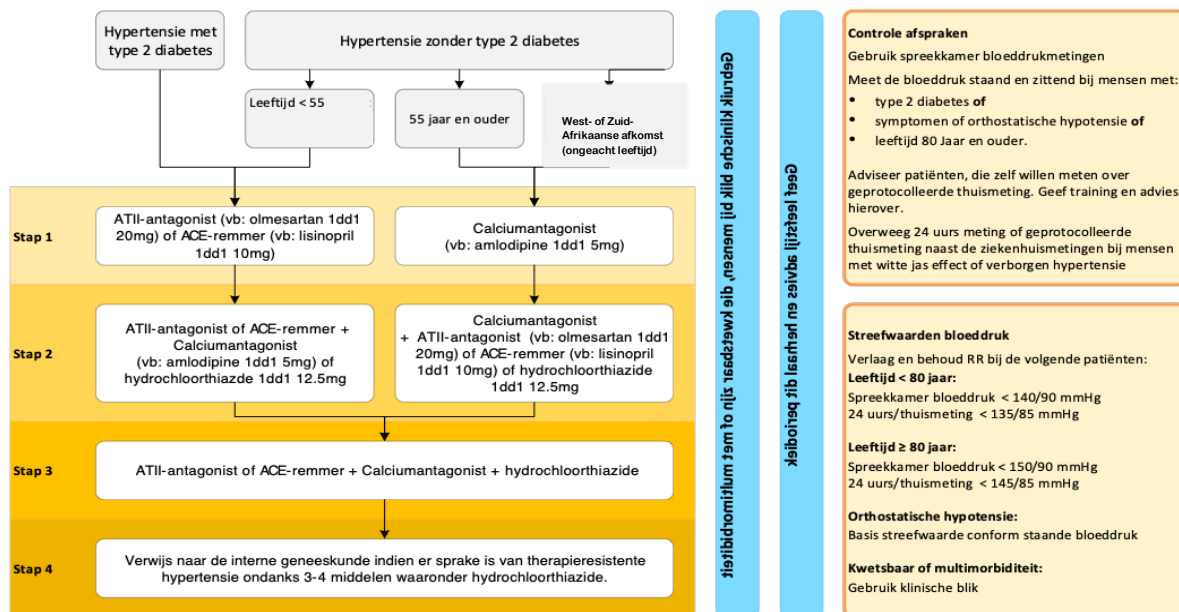 Hypertensie met
type 2 diabetes
Hypertensie zonder type 2 diabetes
Leeftijd < 55
:
55 jaar en ouder
West- of Zuid-
Afrikaanse afkomst
(ongeacht leeftijd)
Stap 1
ATII-antagonist (vb: olmesartan 1dd1
20mg) of ACE-remmer (vb: lisinopril
1dd1 10mg)
Calciumantagonist
(vb: amlodipine 1dd1 5mg)
Stap 2
ATII-antagonist of ACE-remmer +
Calciumantagonist
(vb: amlodipine 1dd1 5mg) of
hydrochloorthiazde 1dd1 12.5mg
Calciumantagonist
+ ATII-antagonist (vb: olmesartan 1dd1
20mg) of ACE-remmer (vb: lisinopril
1dd1 10mg) of hydrochloorthiazide
1dd1 12.5mg
Stap 3
ATII-antagonist of ACE-remmer + Calciumantagonist + hydrochloorthiazide
Stap 4
Verwijs naar de interne geneeskunde indien er sprake is van therapieresistente
hypertensie ondanks 3-4 middelen waaronder hydrochloorthiazide.
Gebruik klinische blik bij mensen, die kwetsbaar zijn of met multimorbiditeit
Geef leefstijl advies en herhaal dit periodiek
Controle afspraken
Gebruik spreekkamer bloeddrukmetingen
Meet de bloeddruk staand en zittend bij mensen met:
• type 2 diabetes of
• symptomen of orthostatische hypotensie of
• leeftijd 80 Jaar en ouder.
Adviseer patiënten, die zelf willen meten over
geprotocolleerde thuismeting. Geef training en advies
hierover.
Overweeg 24 uurs meting of geprotocolleerde
thuismeting naast de ziekenhuismetingen bij mensen
met witte jas effect of verborgen hypertensie
Streefwaarden bloeddruk
Verlaag en behoud RR bij de volgende patiënten:
Leeftijd < 80 jaar:
Spreekkamer bloeddruk < 140/90 mmHg
24 uurs/thuismeting < 135/85 mmHg
Leeftijd ≥ 80 jaar:
Spreekkamer bloeddruk < 150/90 mmHg
24 uurs/thuismeting < 145/85 mmHg
Orthostatische hypotensie:
Basis streefwaarde conform staande bloeddruk
Kwetsbaar of multimorbiditeit:
Gebruik klinische blik